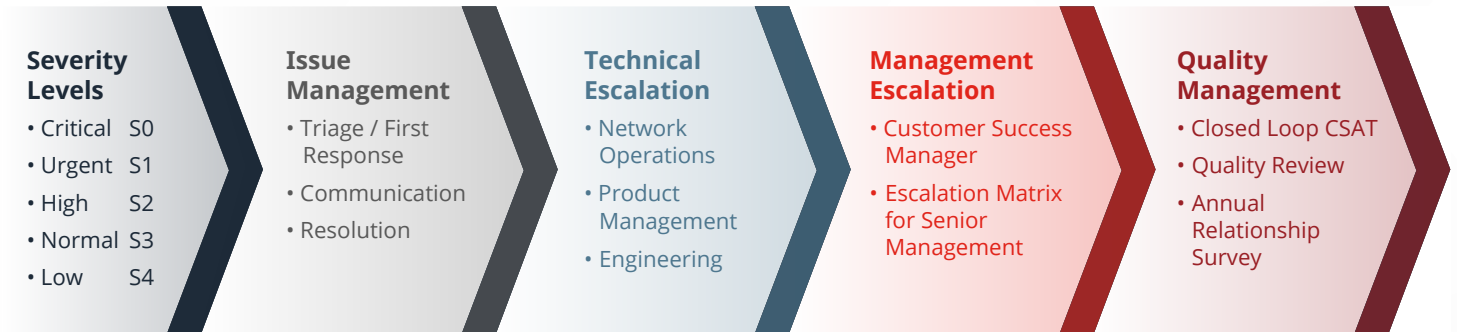 Severity
Levels
• Critical S0
• Urgent S1
• High S2
• Normal S3
• Low S4
Issue
Management
• Triage / First
Response
• Communication
• Resolution
Technical
Escalation
• Network
Operations
• Product
Management
• Engineering
Management
Escalation
• Customer Success
Manager
• Escalation Matrix
for Senior
Management
Quality
Management
• Closed Loop CSAT
• Quality Review
• Annual
Relationship
Survey